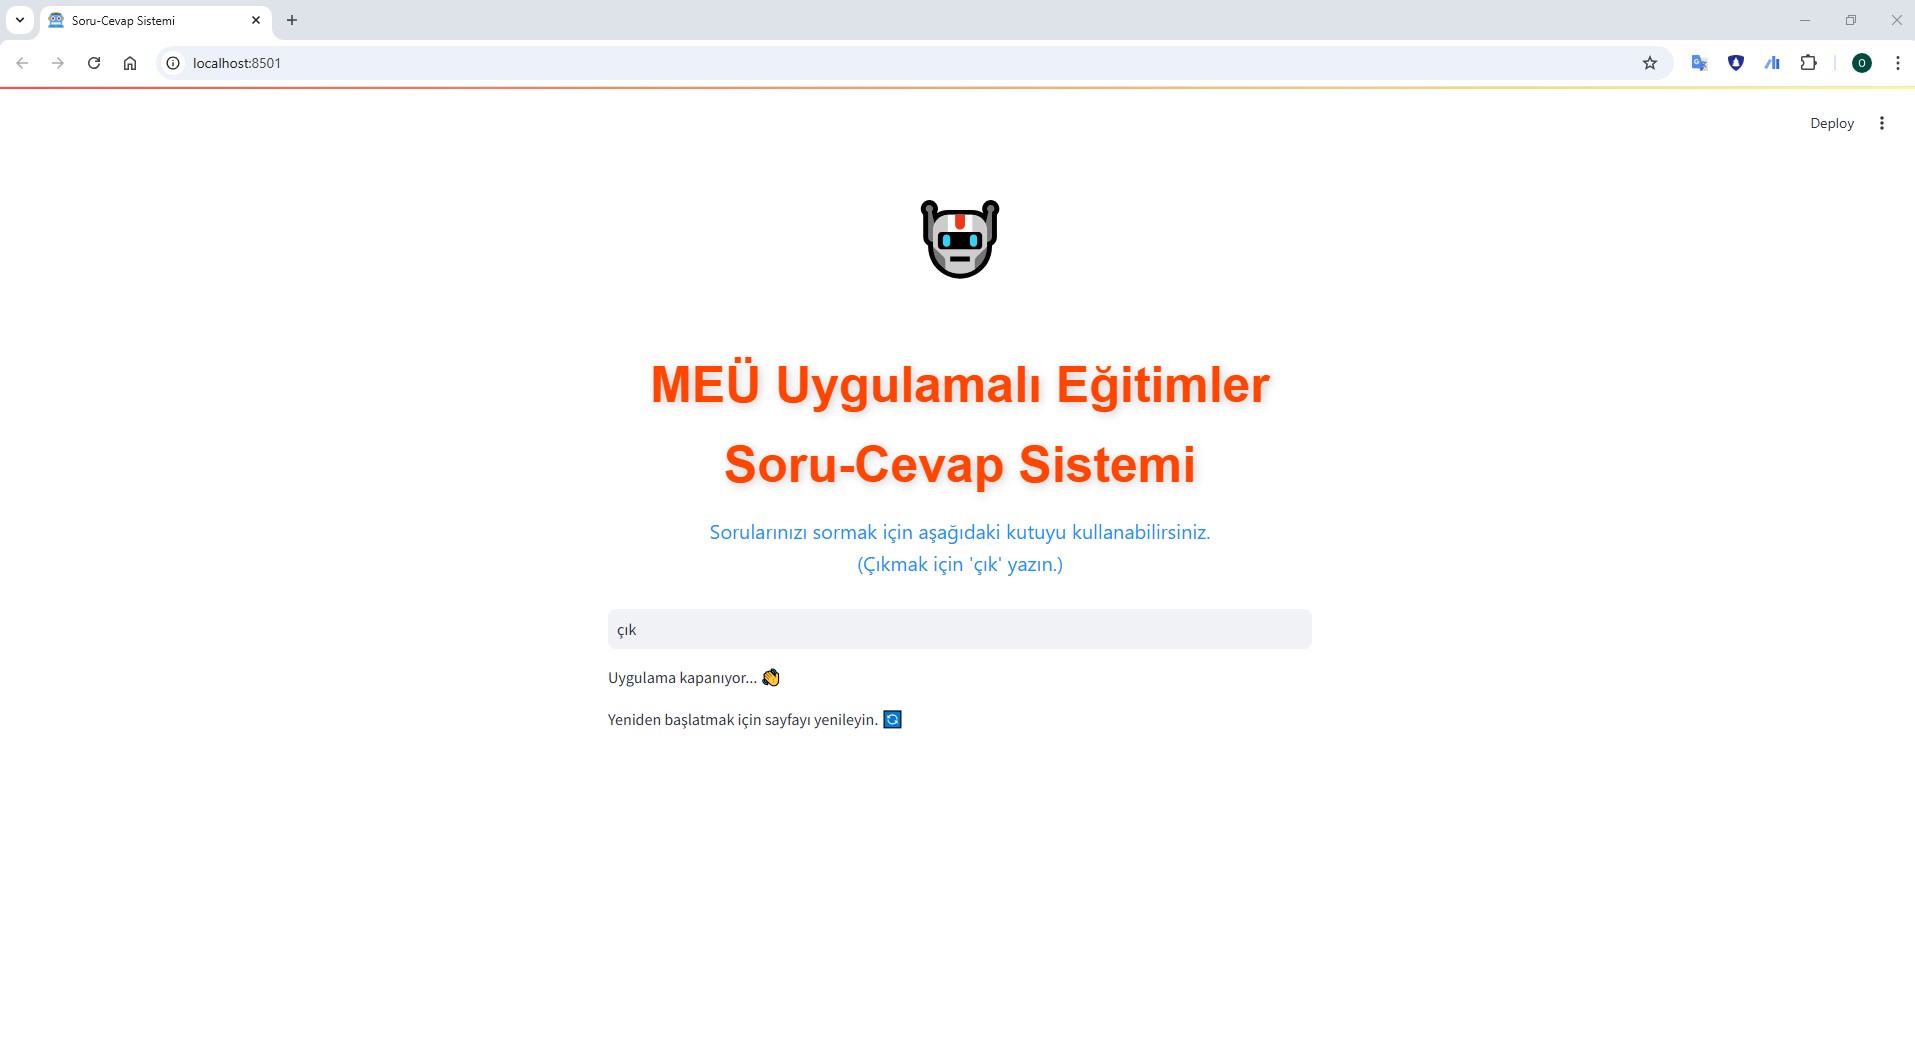 Soru-Cevap Sistemi
localhost:8501
O
Deploy
MEÜ Uygulamalı Eğitimler
Soru-Cevap Sistemi
Sorularınızı sormak için aşağıdaki kutuyu kullanabilirsiniz.
(Çıkmak için 'çık' yazın.)
çık
Uygulama kapanıyor... 👋
Yeniden başlatmak için sayfayı yenileyin. 🔄